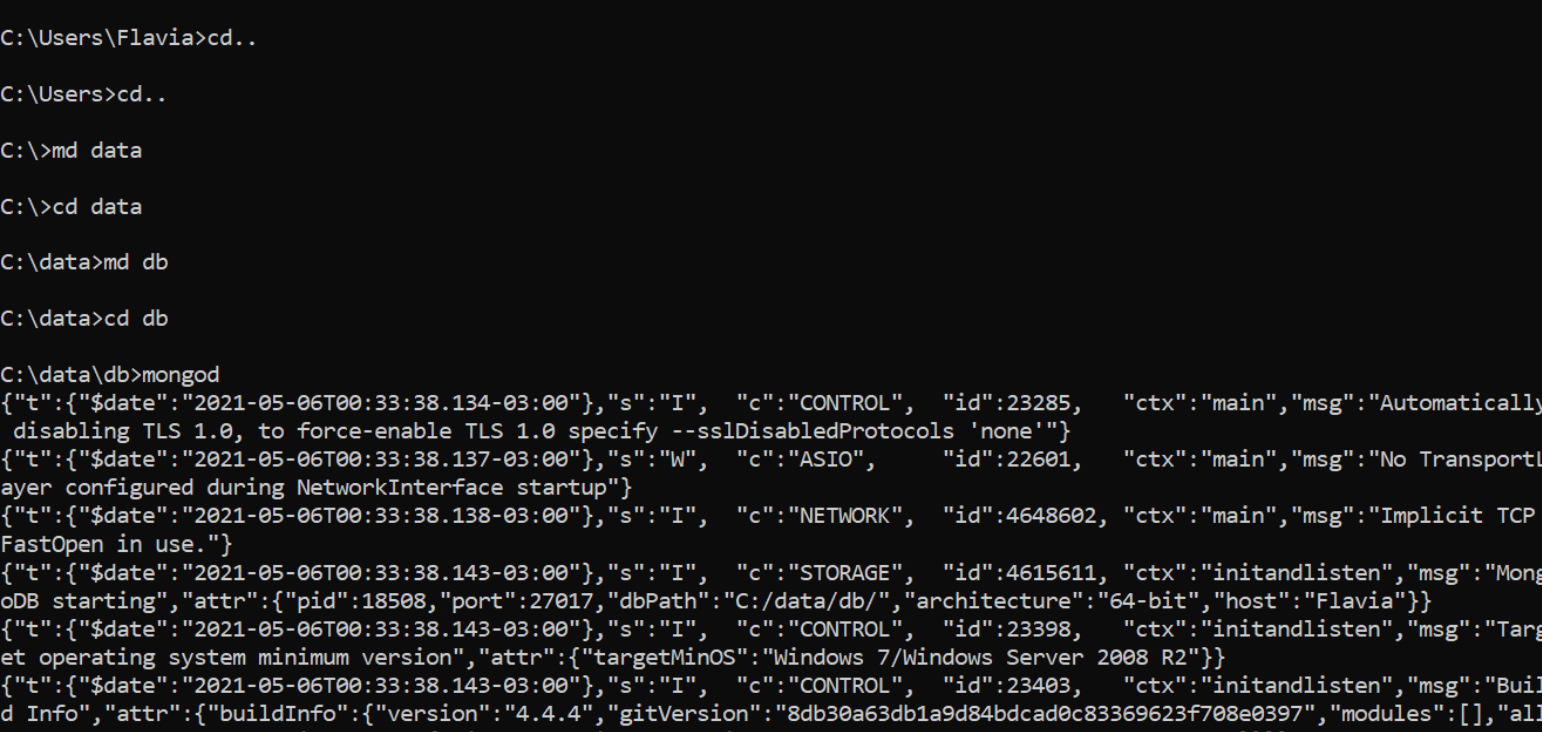 C:\Users\Flavia>cd..
C:\Users>cd..
C:\>md data
C:\>cd data
C:\data>md db
C:\data>cd db
C:\data\db>mongod
{"t":{"$date":"2021-05-06T00:33:38.134-03:00"},"s":"I",  "c":"CONTROL",  "id":23285,   "ctx":"main","msg":"Automatically
 disabling TLS 1.0, to force-enable TLS 1.0 specify --sslDisabledProtocols 'none'"}
{"t":{"$date":"2021-05-06T00:33:38.137-03:00"},"s":"W",  "c":"ASIO",     "id":22601,   "ctx":"main","msg":"No TransportL
ayer configured during NetworkInterface startup"}
{"t":{"$date":"2021-05-06T00:33:38.138-03:00"},"s":"I",  "c":"NETWORK",  "id":4648602, "ctx":"main","msg":"Implicit TCP
FastOpen in use."}
{"t":{"$date":"2021-05-06T00:33:38.143-03:00"},"s":"I",  "c":"STORAGE",  "id":4615611, "ctx":"initandlisten","msg":"Mong
oDB starting","attr":{"pid":18508,"port":27017,"dbPath":"C:/data/db/","architecture":"64-bit","host":"Flavia"}}
{"t":{"$date":"2021-05-06T00:33:38.143-03:00"},"s":"I",  "c":"CONTROL",  "id":23398,   "ctx":"initandlisten","msg":"Targ
et operating system minimum version","attr":{"targetMinOS":"Windows 7/Windows Server 2008 R2"}}
{"t":{"$date":"2021-05-06T00:33:38.143-03:00"},"s":"I",  "c":"CONTROL",  "id":23403,   "ctx":"initandlisten","msg":"Buil
d Info","attr":{"buildInfo":{"version":"4.4.4","gitVersion":"8db30a63db1a9d84bdcad0c83369623f708e0397","modules":[],"all